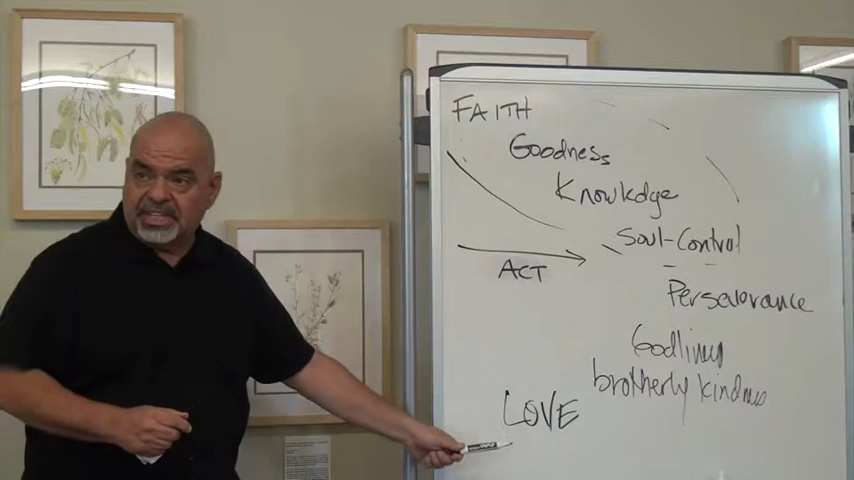 FAITH
Goodness
Knowledge
Soul-Control
ACT
Perseverance
Godliness
brotherly kindness
LOVE